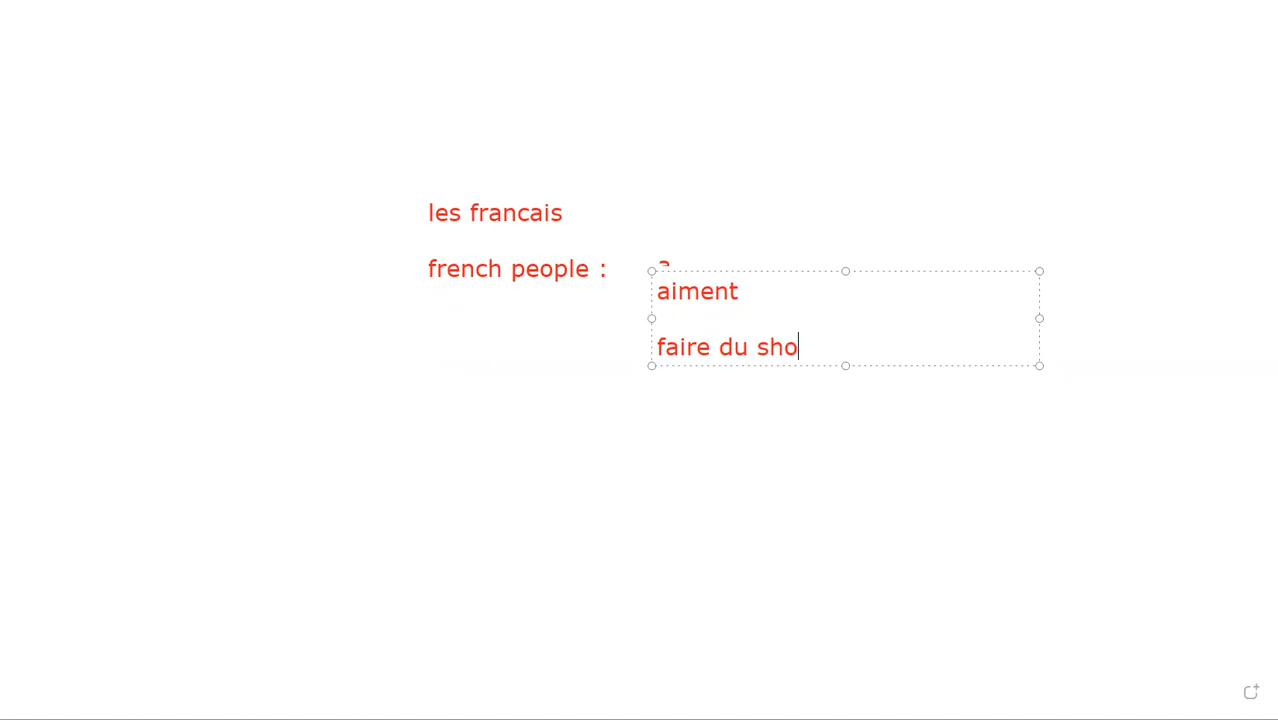 les francais
french people :
aiment
faire du sho